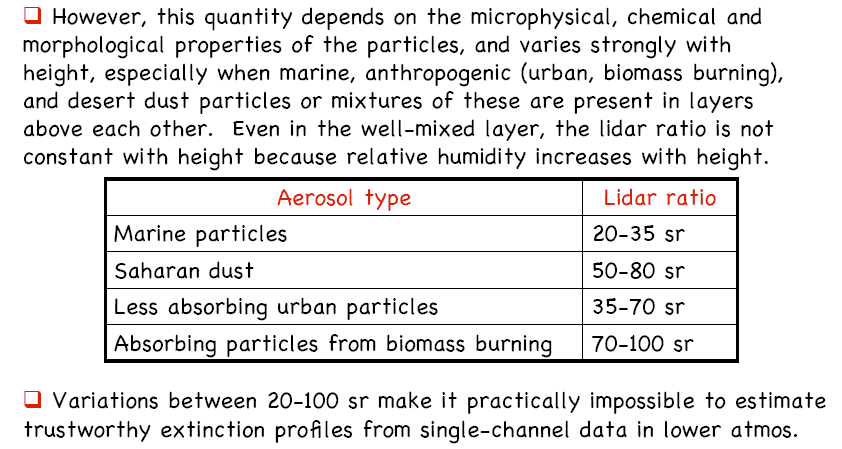 ❏ However, this quantity depends on the microphysical, chemical and
morphological properties of the particles, and varies strongly with
height, especially when marine, anthropogenic (urban, biomass burning),
and desert dust particles or mixtures of these are present in layers
above each other.  Even in the well-mixed layer, the lidar ratio is not
constant with height because relative humidity increases with height.
Aerosol type Lidar ratio
Marine particles 20-35 sr
Saharan dust 50-80 sr
Less absorbing urban particles 35-70 sr
Absorbing particles from biomass burning 70-100 sr
❏ Variations between 20-100 sr make it practically impossible to estimate
trustworthy extinction profiles from single-channel data in lower atmos.